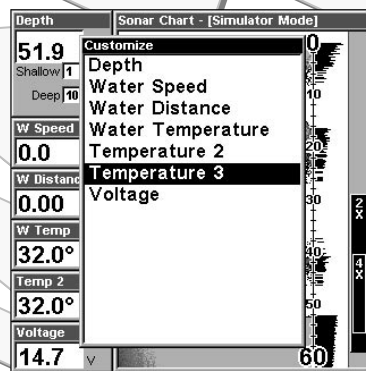 Depth
Sonar Chart - [Simulator Mode]
51.9
Shallow 1
Deep 10
W Speed
0.0
W Distanc
0.00
W Temp
32.0°
Temp 2
32.0°
Voltage
14.7 V
Customize
Depth
Water Speed
Water Distance
Water Temperature
Temperature 2
Temperature 3
Voltage
0
10
20
30
40
50
60
2X
4X